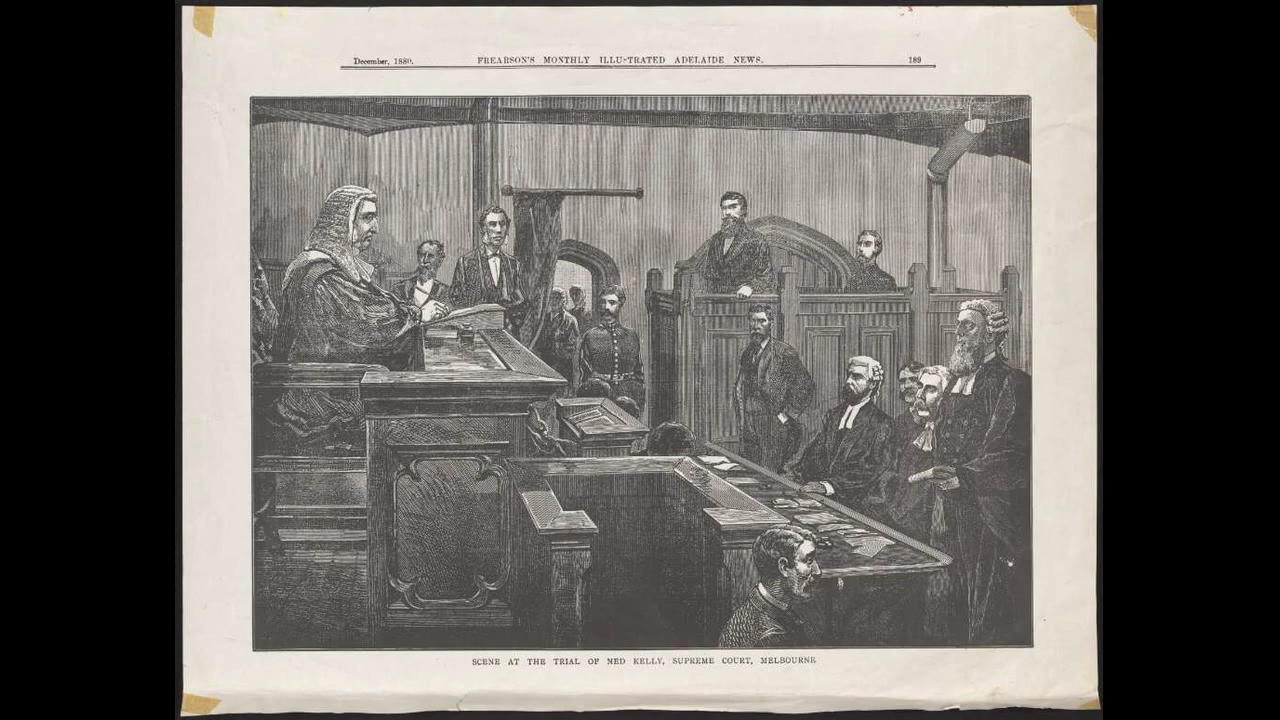 December, 1880. FREARSON'S MONTHLY ILLUSTRATED ADELAIDE NEWS. 189
SCENE AT THE TRIAL OF NED KELLY, SUPREME COURT, MELBOURNE